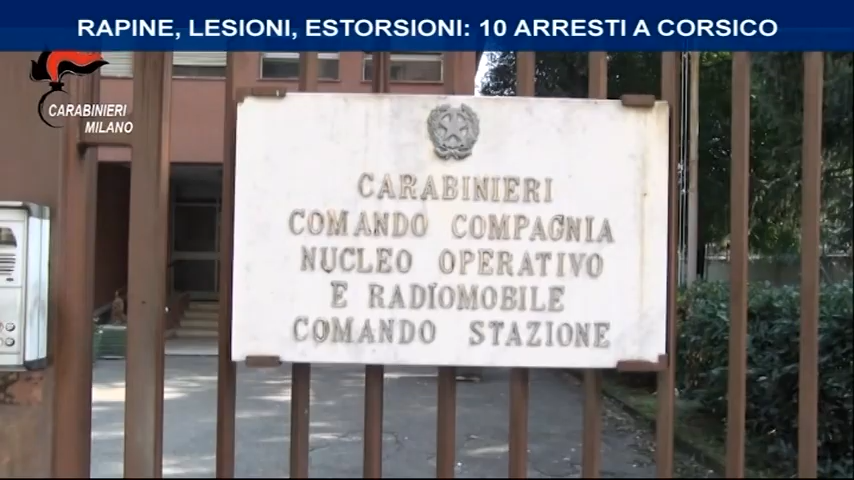 RAPINE, LESIONI, ESTORSIONI: 10 ARRESTI A CORSICO
CARABINIERI
MILANO
CARABINIERI
COMANDO COMPAGNIA
NUCLEO OPERATIVO
E RADIOMOBILE
COMANDO STAZIONE